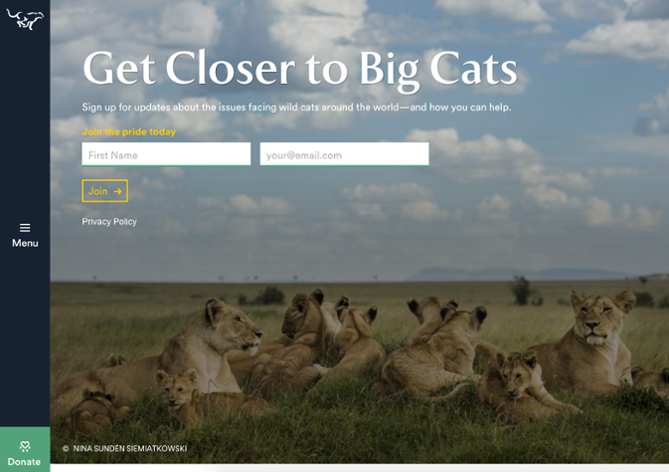 Get Closer to Big Cats
Sign up for updates about the issues facing wild cats around the world—and how you can help.
Join the pride today
First Name
your@email.com
Join →
Privacy Policy
Menu
© NINA SUNDÉN SIEMIATKOWSKI
Donate